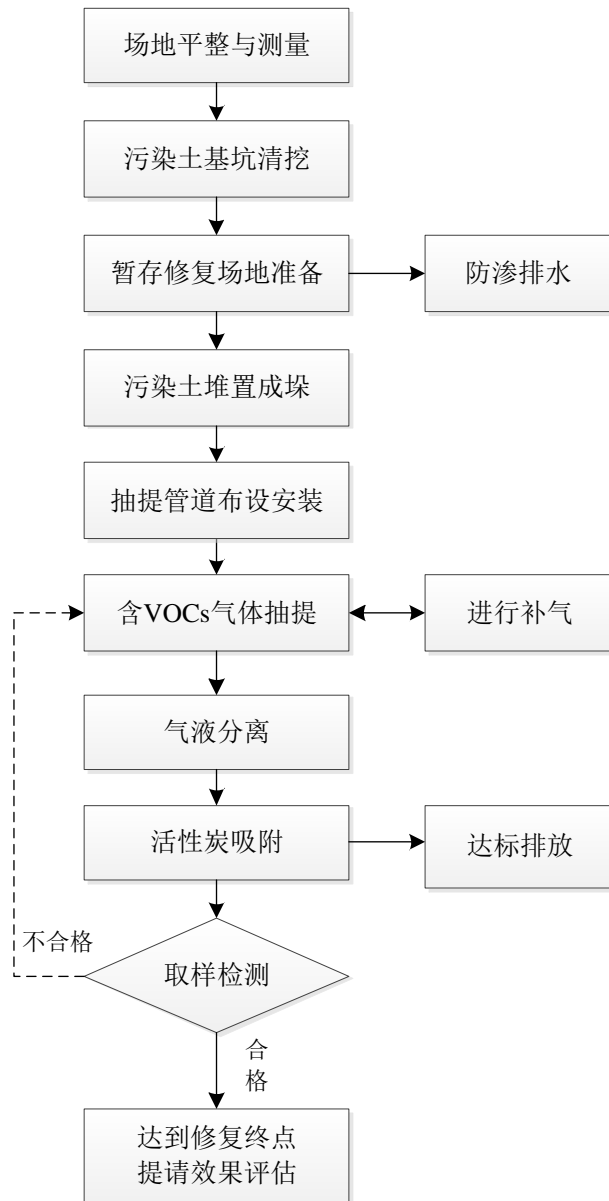 场地平整与测量
污染土基坑清挖
暂存修复场地准备
防渗排水
污染土堆置成垛
抽提管道布设安装
含VOCs气体抽提
进行补气
气液分离
活性炭吸附
达标排放
不合格
取样检测
合
格
达到修复终点
提请效果评估